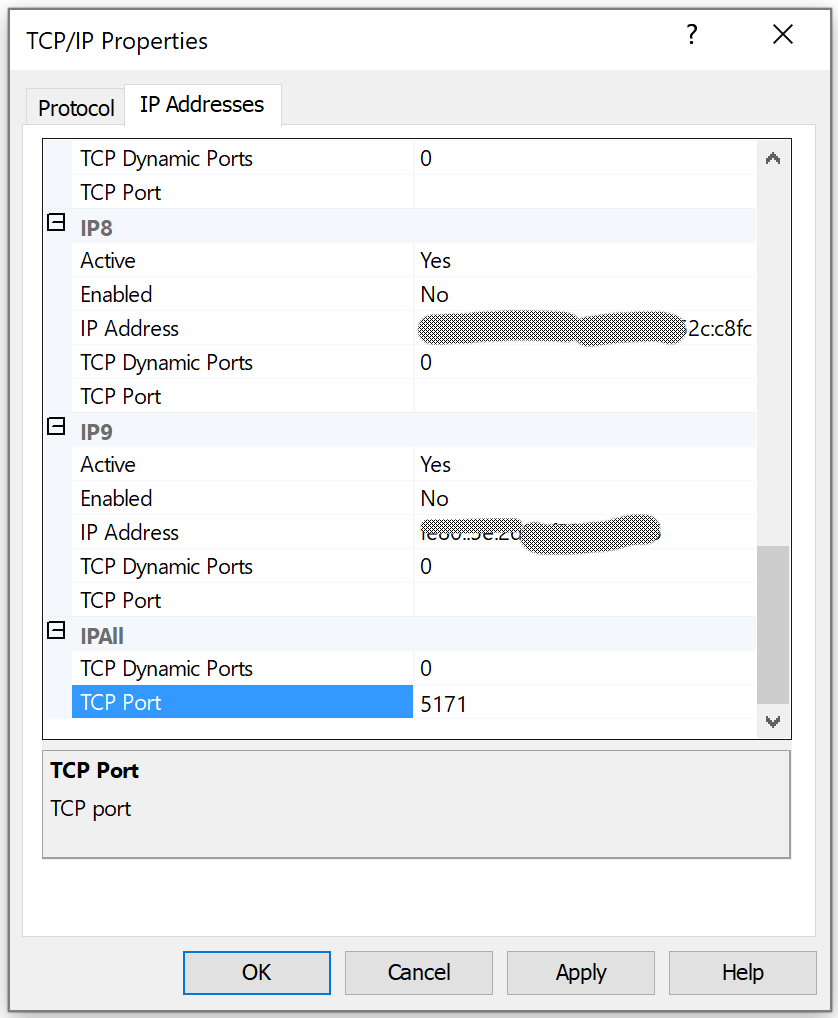 TCP/IP Properties ?
Protocol IP Addresses
TCP Dynamic Ports 0
TCP Port
IP8
Active Yes
Enabled No
IP Address 2c:c8fc
TCP Dynamic Ports 0
TCP Port
IP9
Active Yes
Enabled No
IP Address
TCP Dynamic Ports 0
TCP Port
IPAll
TCP Dynamic Ports 0
TCP Port 5171
TCP Port
TCP port
OK Cancel Apply Help